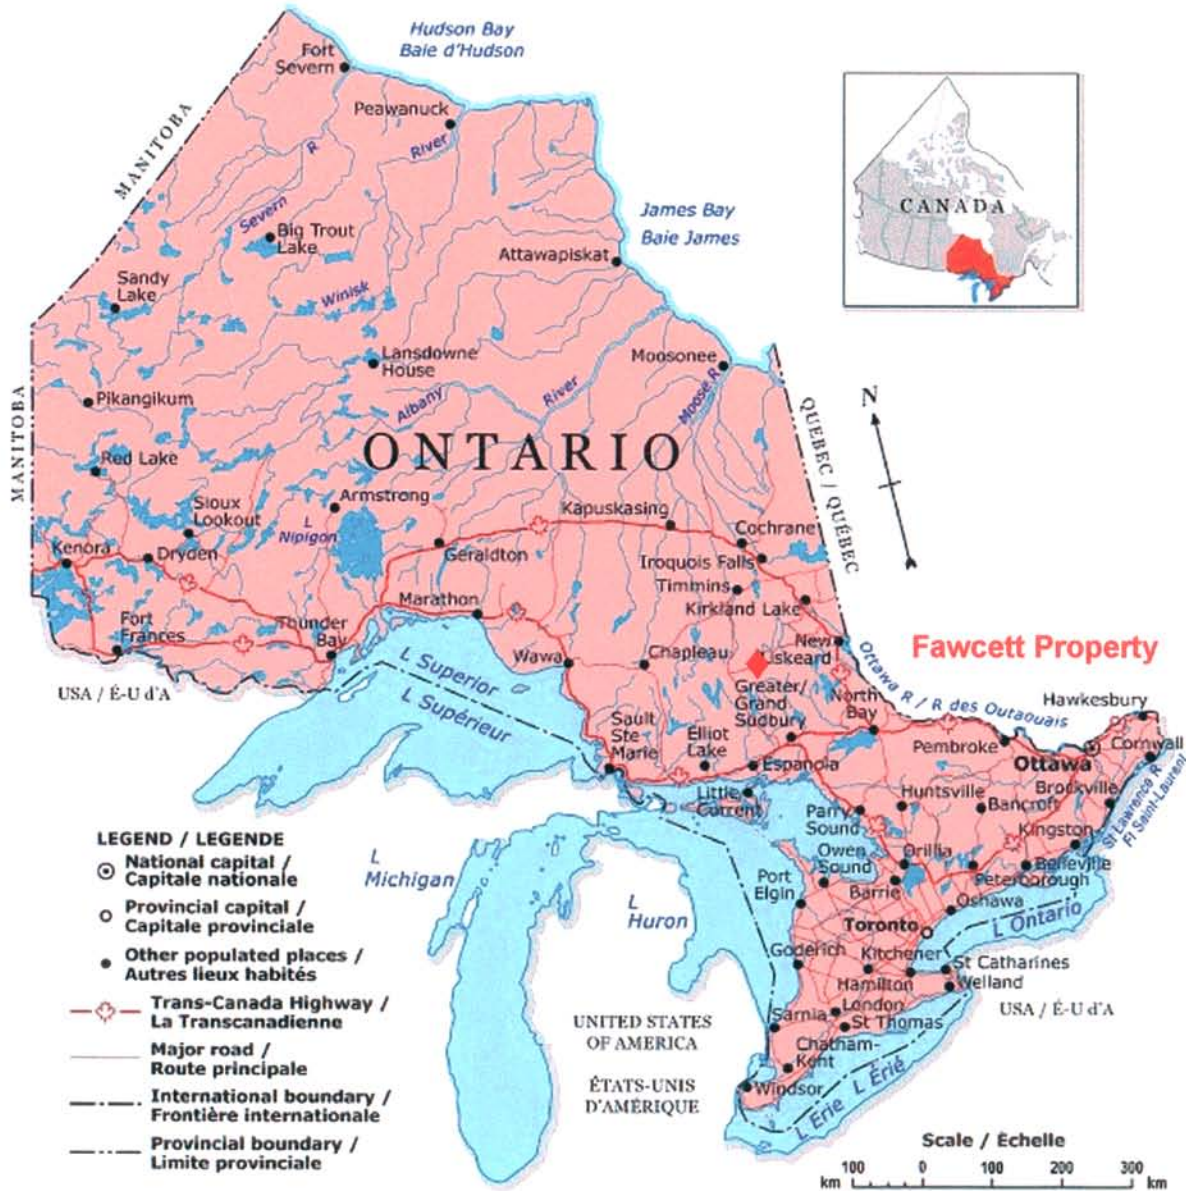 Hudson Bay
Baie d'Hudson
Fort
Severn
Peawanuck
MANITOBA
R
River
Severn
James Bay
Baie James
CANADA
Big Trout
Lake
Attawapiskat
Sandy
Lake
Winisk
Lansdowne
House
Moosonee
Moose R
Pikangikum
Albany
River
MANITOBA
QUEBEC / QUÉBEC
N
ONTARIO
Red Lake
Sioux
Lookout
Armstrong
L
Nipigon
Kapuskasing
Cochrane
Kenora
Dryden
Geraldton
Iroquois Falls
Timmins
Marathon
Kirkland Lake
Fort
Frances
Thunder
Bay
New
Liskeard
Fawcett Property
Wawa
Chapleau
L Superior
L Supérieur
USA / É-U d'A
Ottawa R / R des Outaouais
Greater/
Grand
Sudbury
North
Bay
Hawkesbury
Sault
Ste
Marie
Elliot
Lake
Espanola
Pembroke
Ottawa
Cornwall
Little
Current
Huntsville
Bancroft
Brockville
St Lawrence R
Fl Saint-Laurent
Parry
Sound
Kingston
Owen
Sound
Orillia
Belleville
Peterborough
Port
Elgin
Barrie
Oshawa
L
Michigan
L
Huron
Toronto
L Ontario
Goderich
Kitchener
St Catharines
Hamilton
Welland
London
USA / É-U d'A
Sarnia
St Thomas
UNITED STATES
OF AMERICA
Chatham-
Kent
ÉTATS-UNIS
D'AMÉRIQUE
Windsor
L Erie L Érié
LEGEND / LEGENDE
National capital /
Capitale nationale
Provincial capital /
Capitale provinciale
Other populated places /
Autres lieux habités
Trans-Canada Highway /
La Transcanadienne
Major road /
Route principale
International boundary /
Frontière internationale
Provincial boundary /
Limite provinciale
Scale / Échelle
100 0 100 200 300
km km